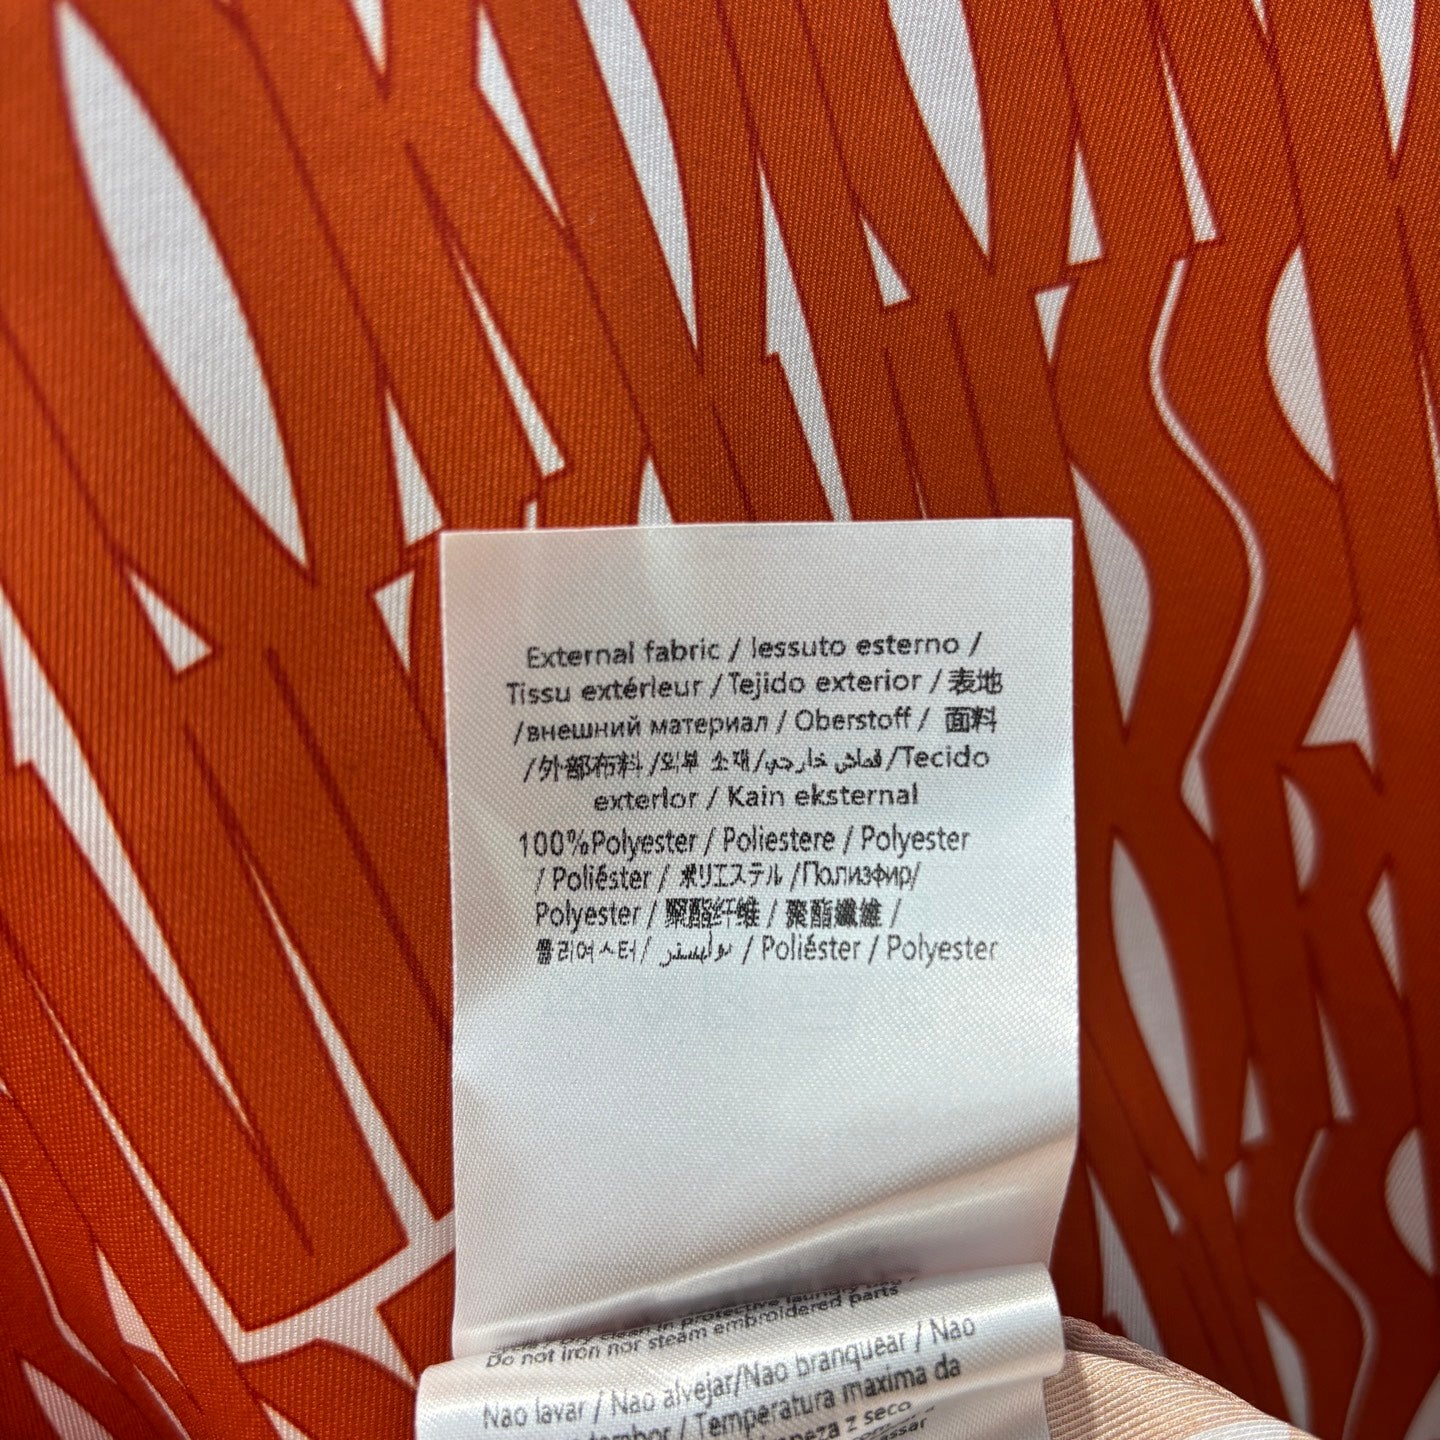 External fabric / lessuto esterno /
Tissu extérieur / Tejido exterior / 表地
/внешний материал / Oberstoff / 面料
/外部布料 /외부 소재/قماش خارجي/Tecido
exterior / Kain eksternal
100%Polyester / Poliestere / Polyester
/ Poliéster / ポリエステル /Полиэфир/
Polyester / 聚酯纤维 / 聚酯纖維 /
폴리여스터/ / Poliéster / Polyester
Do not iron nor steam embroidered parts
Nao lavar / Nao alvejar/Nao branquear / Nao
/ Temperatura maxima da
z seco